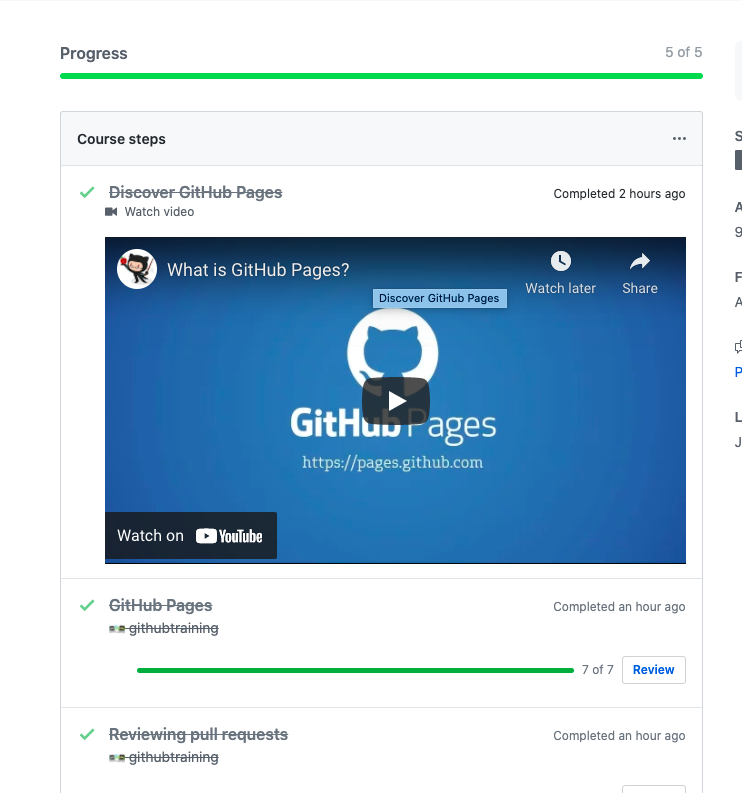 Progress
5 of 5
Course steps
Discover GitHub Pages
Completed 2 hours ago
Watch video
What is GitHub Pages?
Watch later
Share
Discover GitHub Pages
GitHub Pages
https://pages.github.com
Watch on YouTube
GitHub Pages
Completed an hour ago
githubtraining
7 of 7
Review
Reviewing pull requests
Completed an hour ago
githubtraining
S
A
9
F
A
P
L
J